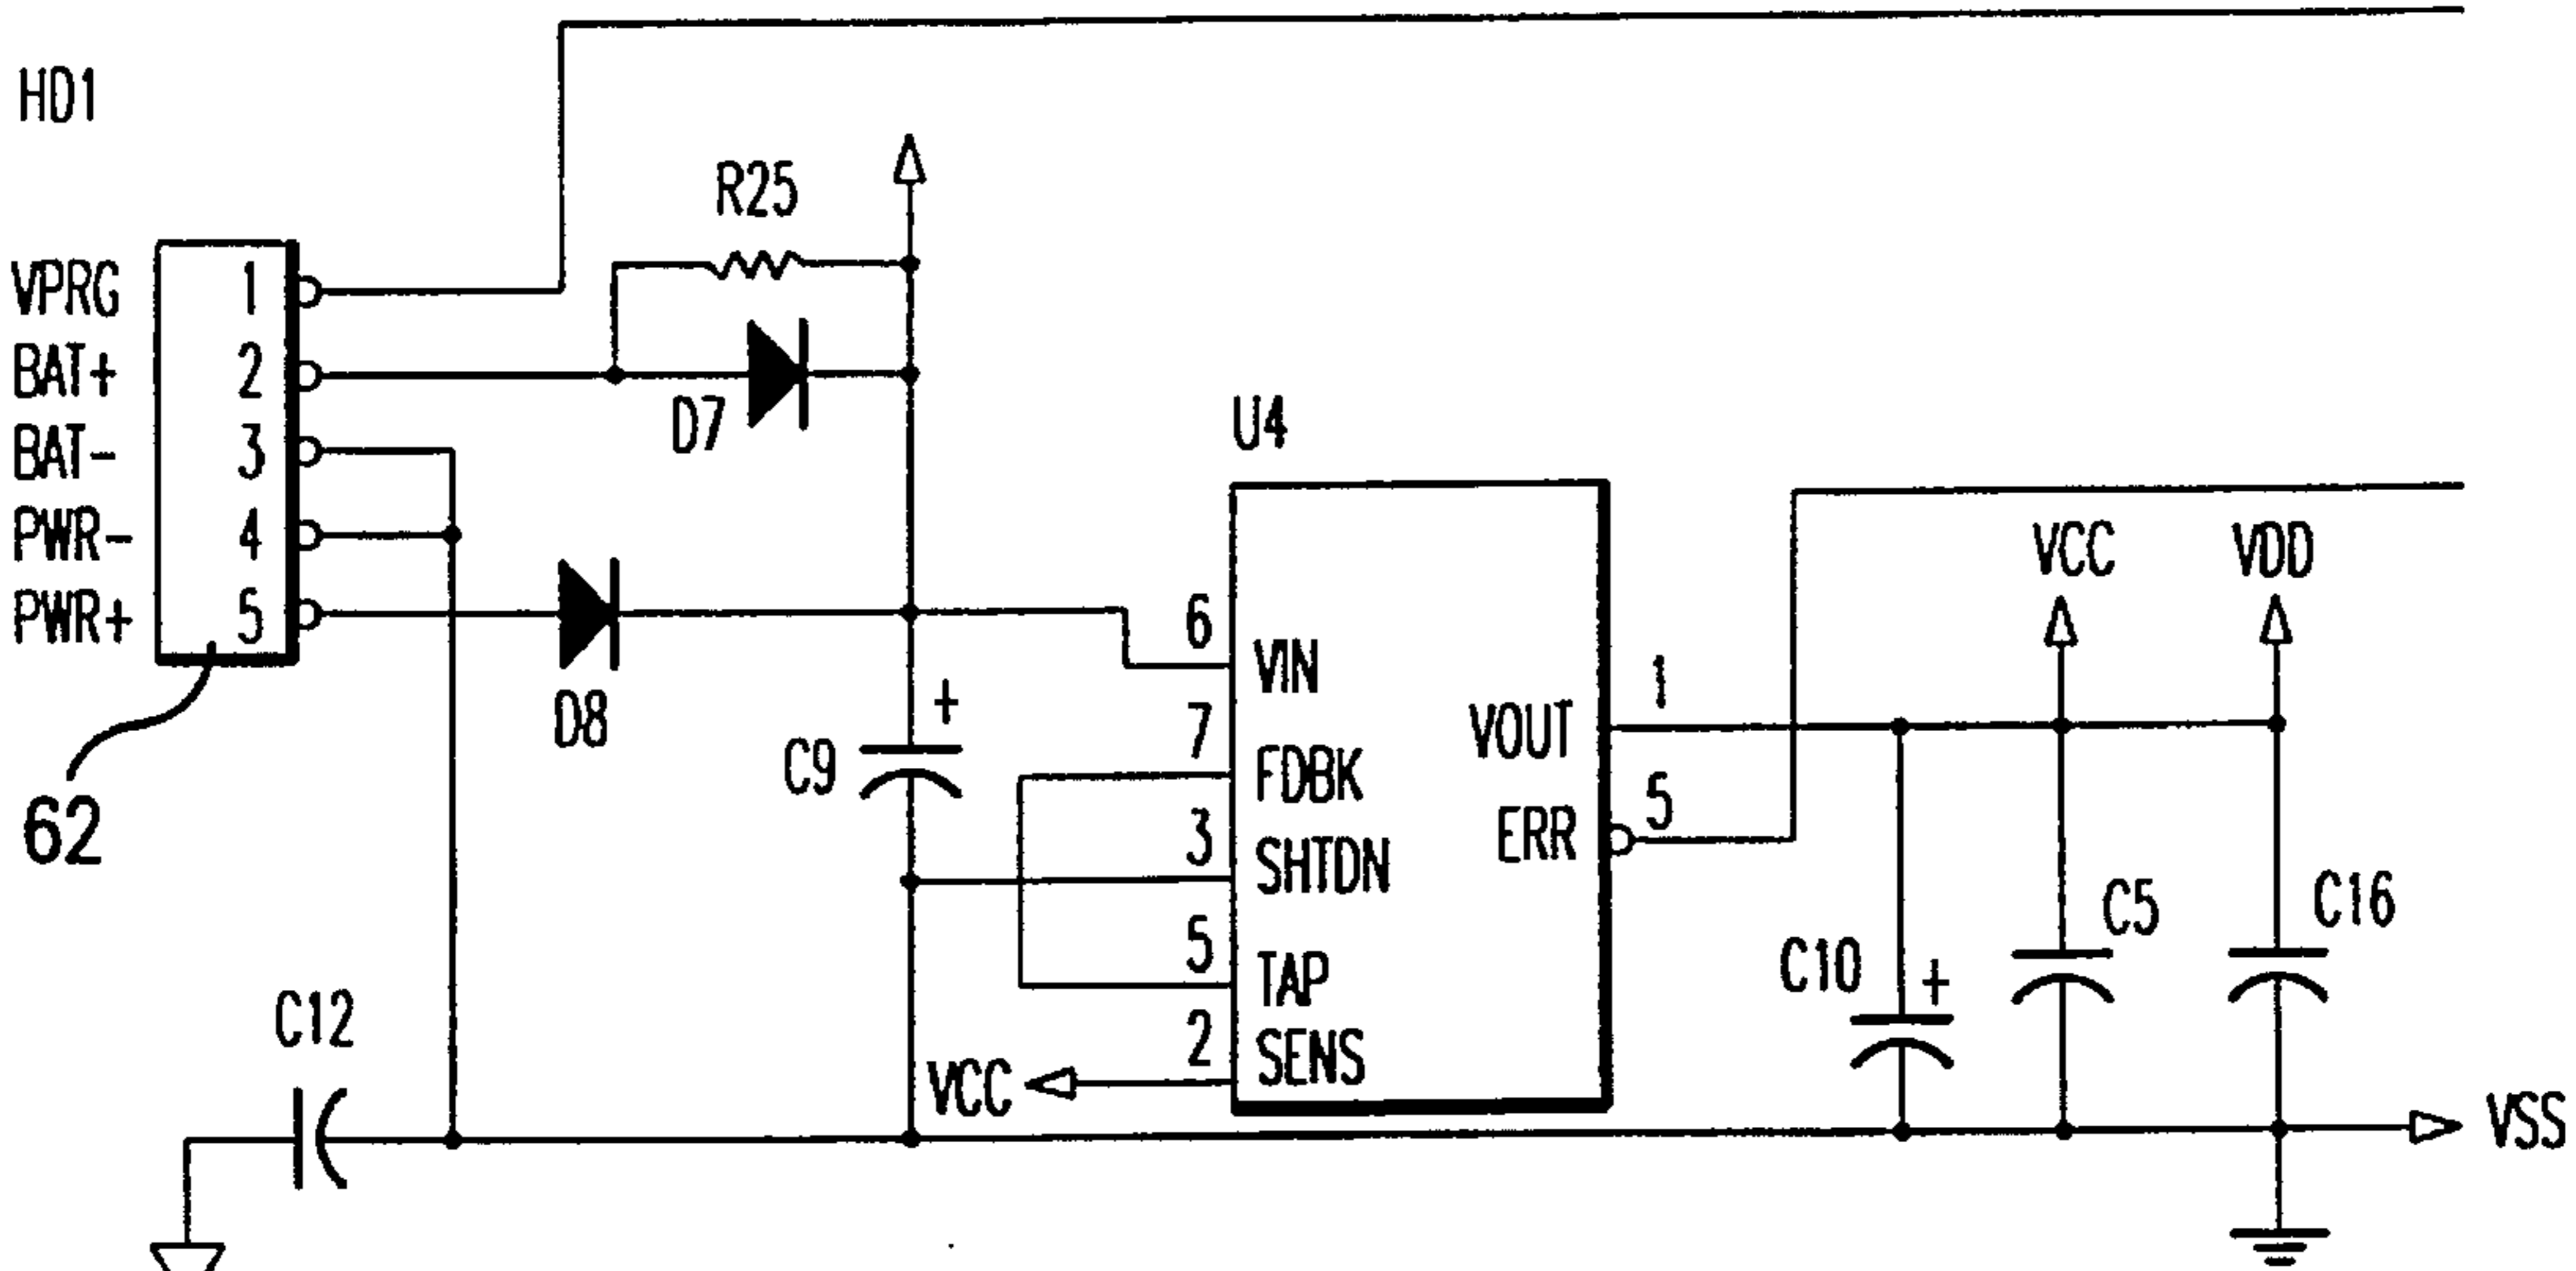 HD1
R25
VPRG 1
BAT+ 2
BAT- 3
PWR- 4
PWR+ 5
D7
U4
VCC
VDD
6
VIN
1
62
D8
+
C9
7
FDBK
VOUT
5
ERR
3
SHTDN
C5
C16
5
TAP
C10
+
C12
2
SENS
VCC
VSS